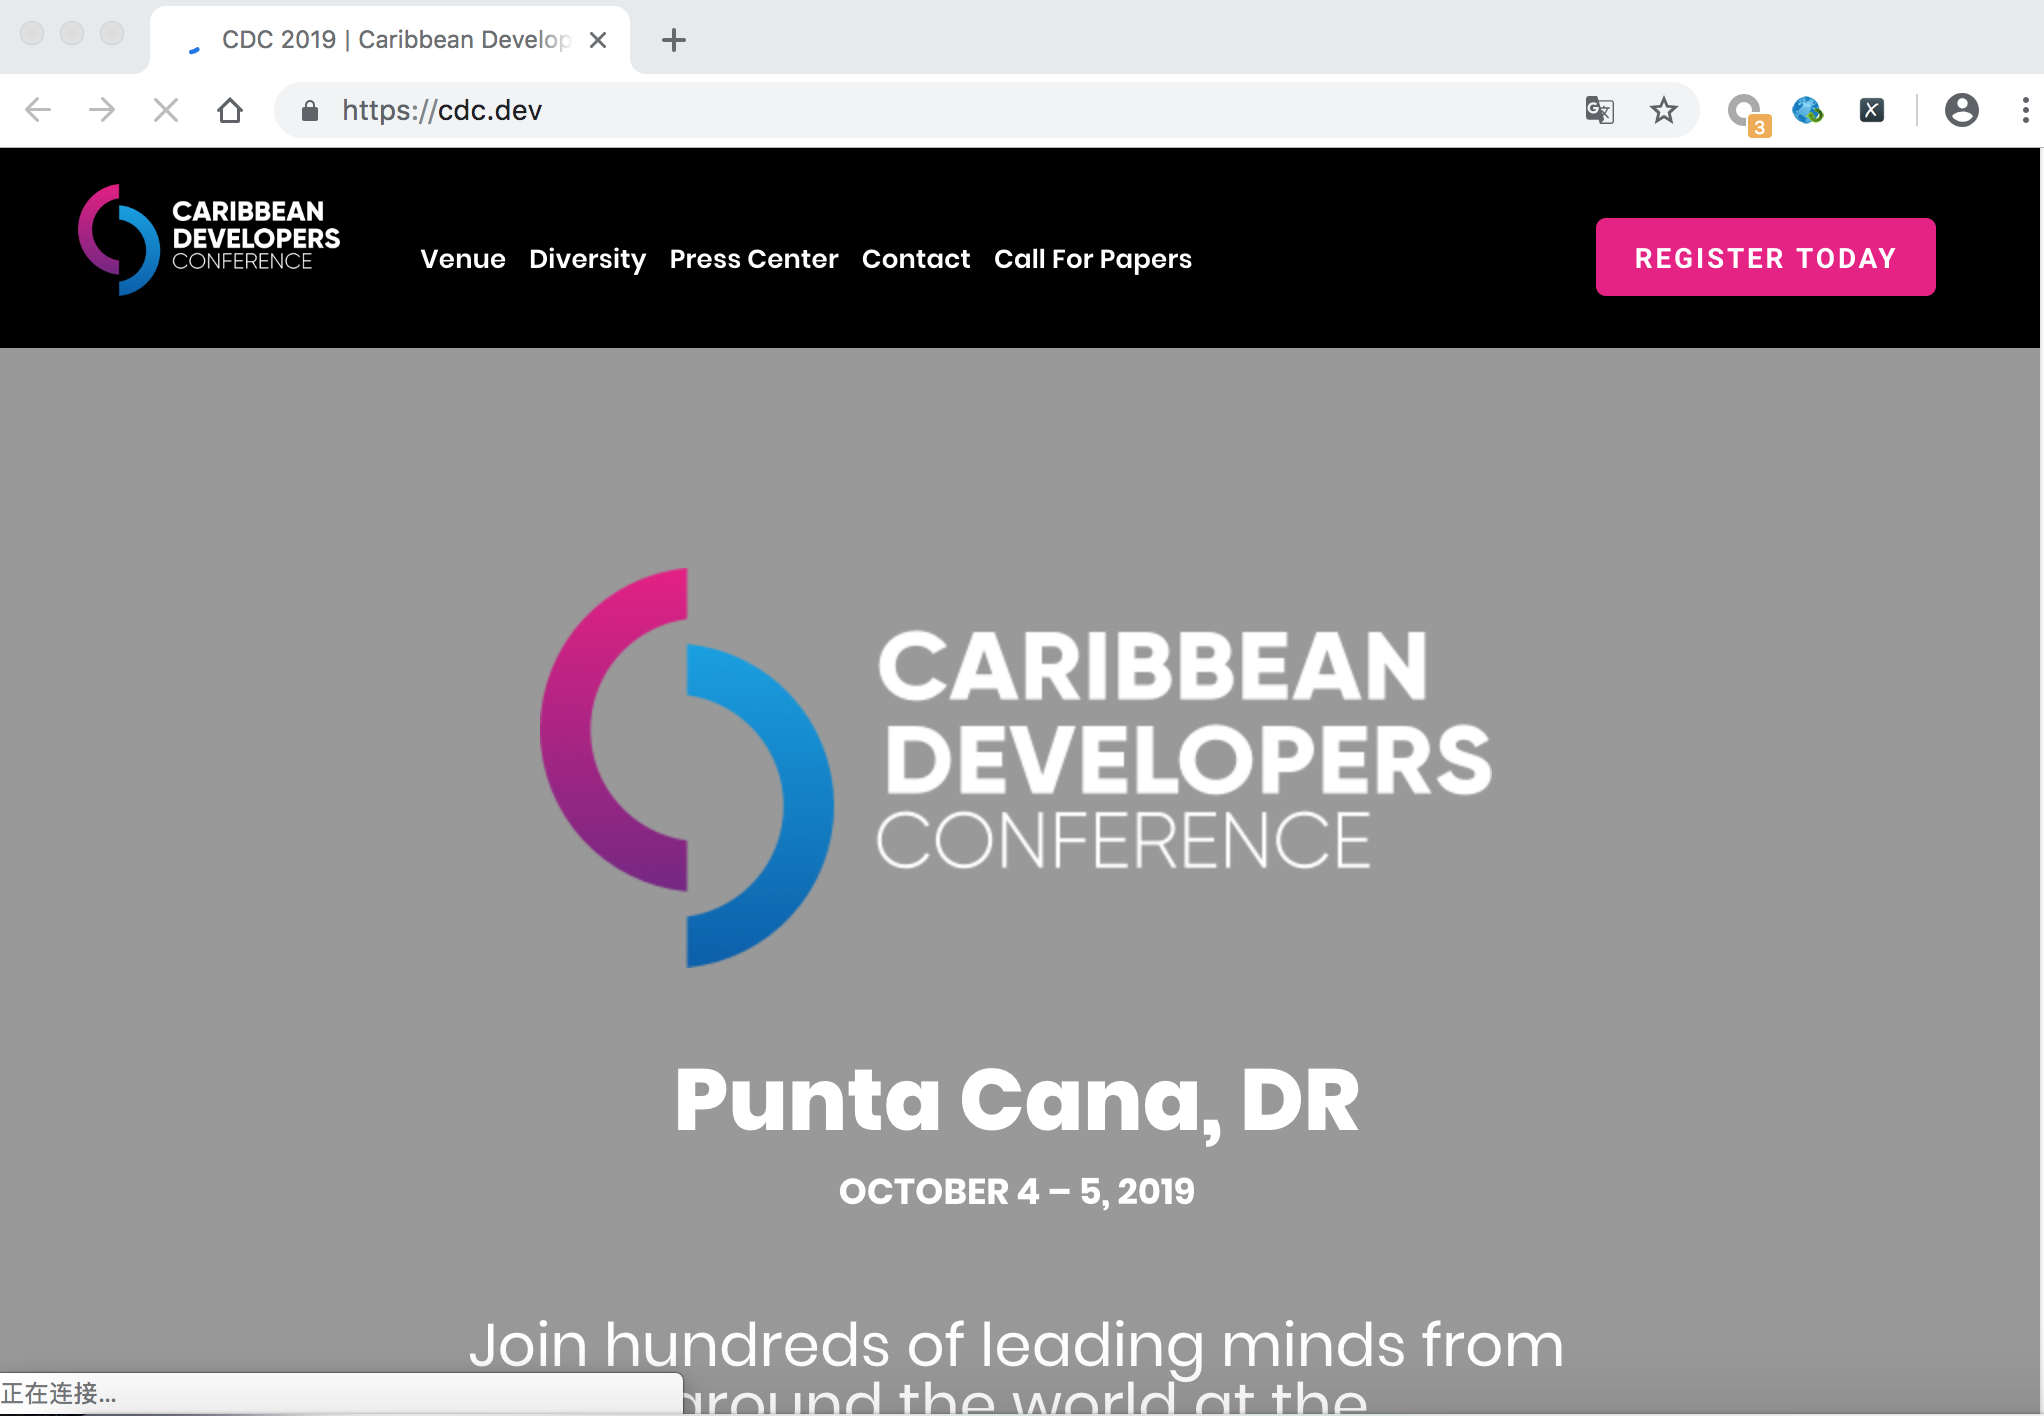 CDC 2019 | Caribbean Develop
https://cdc.dev
3
CARIBBEAN
DEVELOPERS
CONFERENCE
Venue Diversity Press Center Contact Call For Papers
REGISTER TODAY
CARIBBEAN
DEVELOPERS
CONFERENCE
Punta Cana, DR
OCTOBER 4 – 5, 2019
Join hundreds of leading minds from
around the world at the
正在连接...